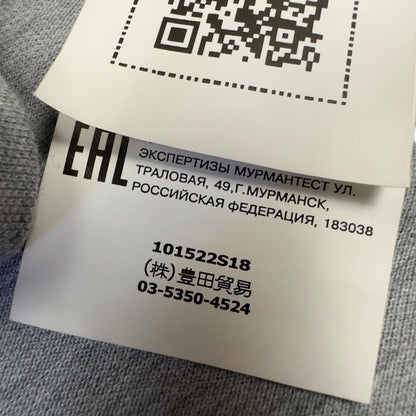 EAC
ЭКСПЕРТИЗЫ МУРМАНТЕСТ УЛ.
ТРАЛОВАЯ, 49,Г.МУРМАНСК,
РОССИЙСКАЯ ФЕДЕРАЦИЯ, 183038
101522S18
(株)豊田貿易
03-5350-4524